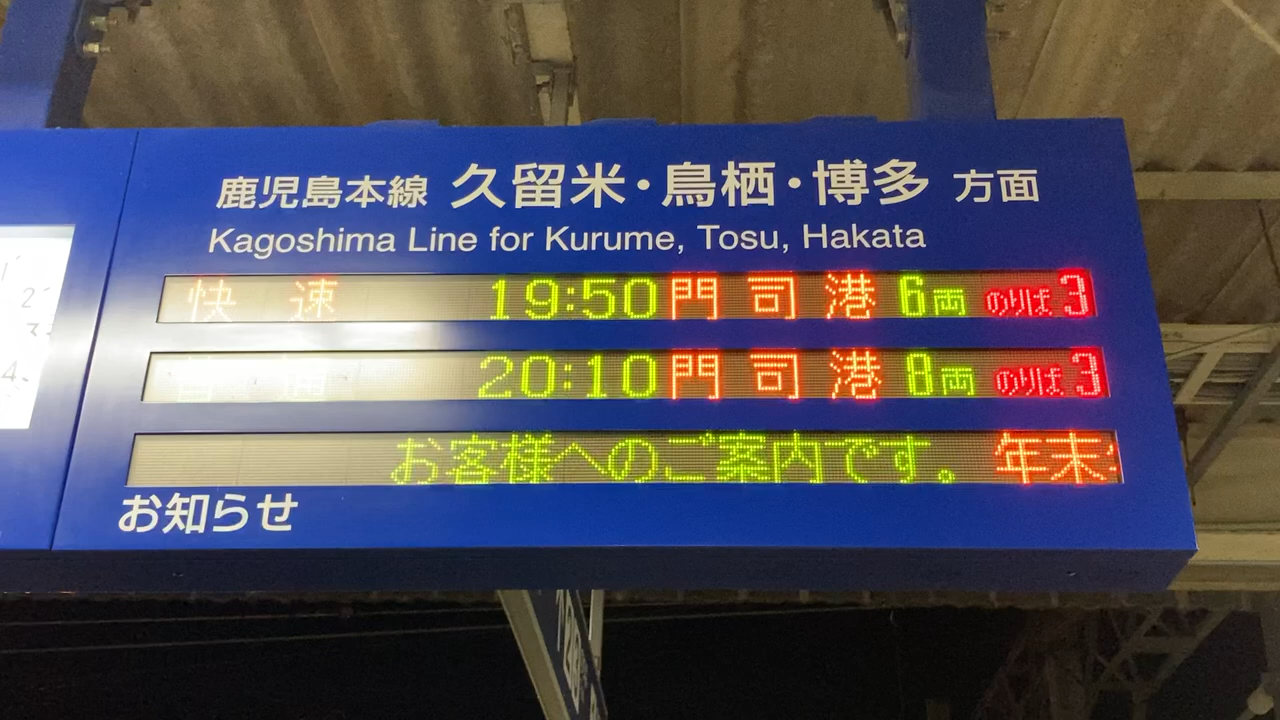 鹿児島本線 久留米・鳥栖・博多 方面
Kagoshima Line for Kurume, Tosu, Hakata
快速 19:50 門司港 6両 のりば3
普通 20:10 門司港 8両 のりば3
お客様へのご案内です。 年末
お知らせ